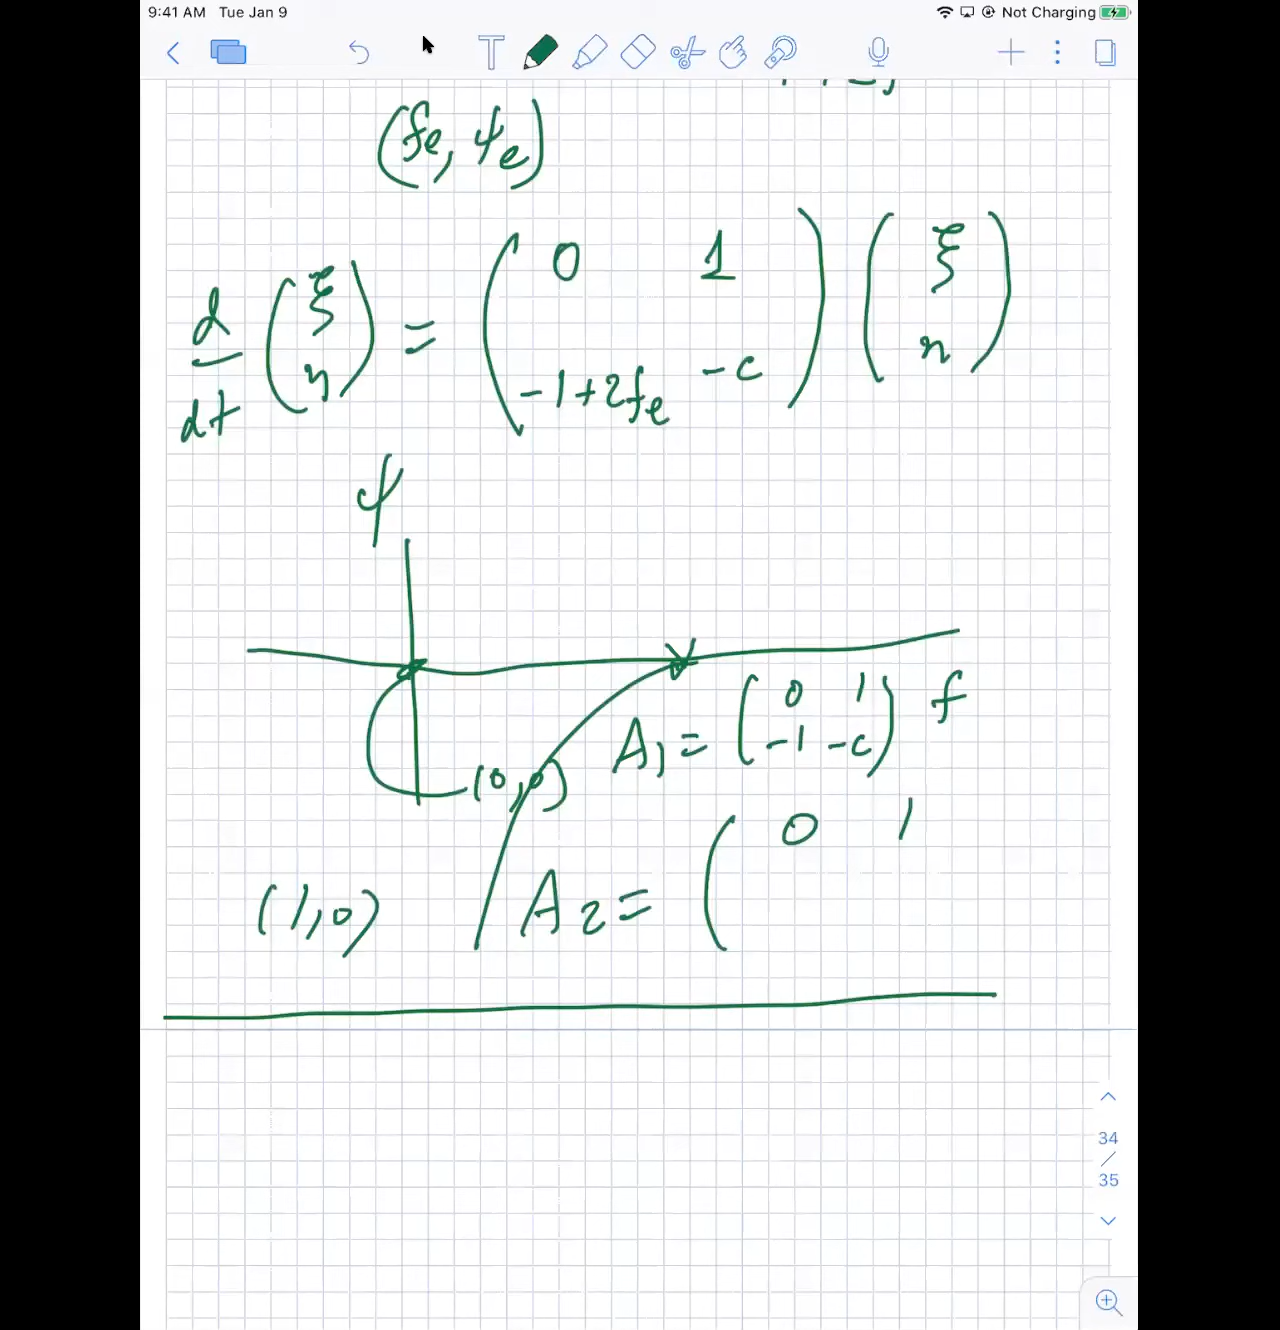 9:41 AM Tue Jan 9
Not Charging
T
(fe, ψe)
d/dt (ξ η) = (0 1 -1+2fe -c) (ξ η)
ψ
A1 = (0 1 -1 -c) f
(0,0)
(1,0) A2 = (0 1
34
/
35